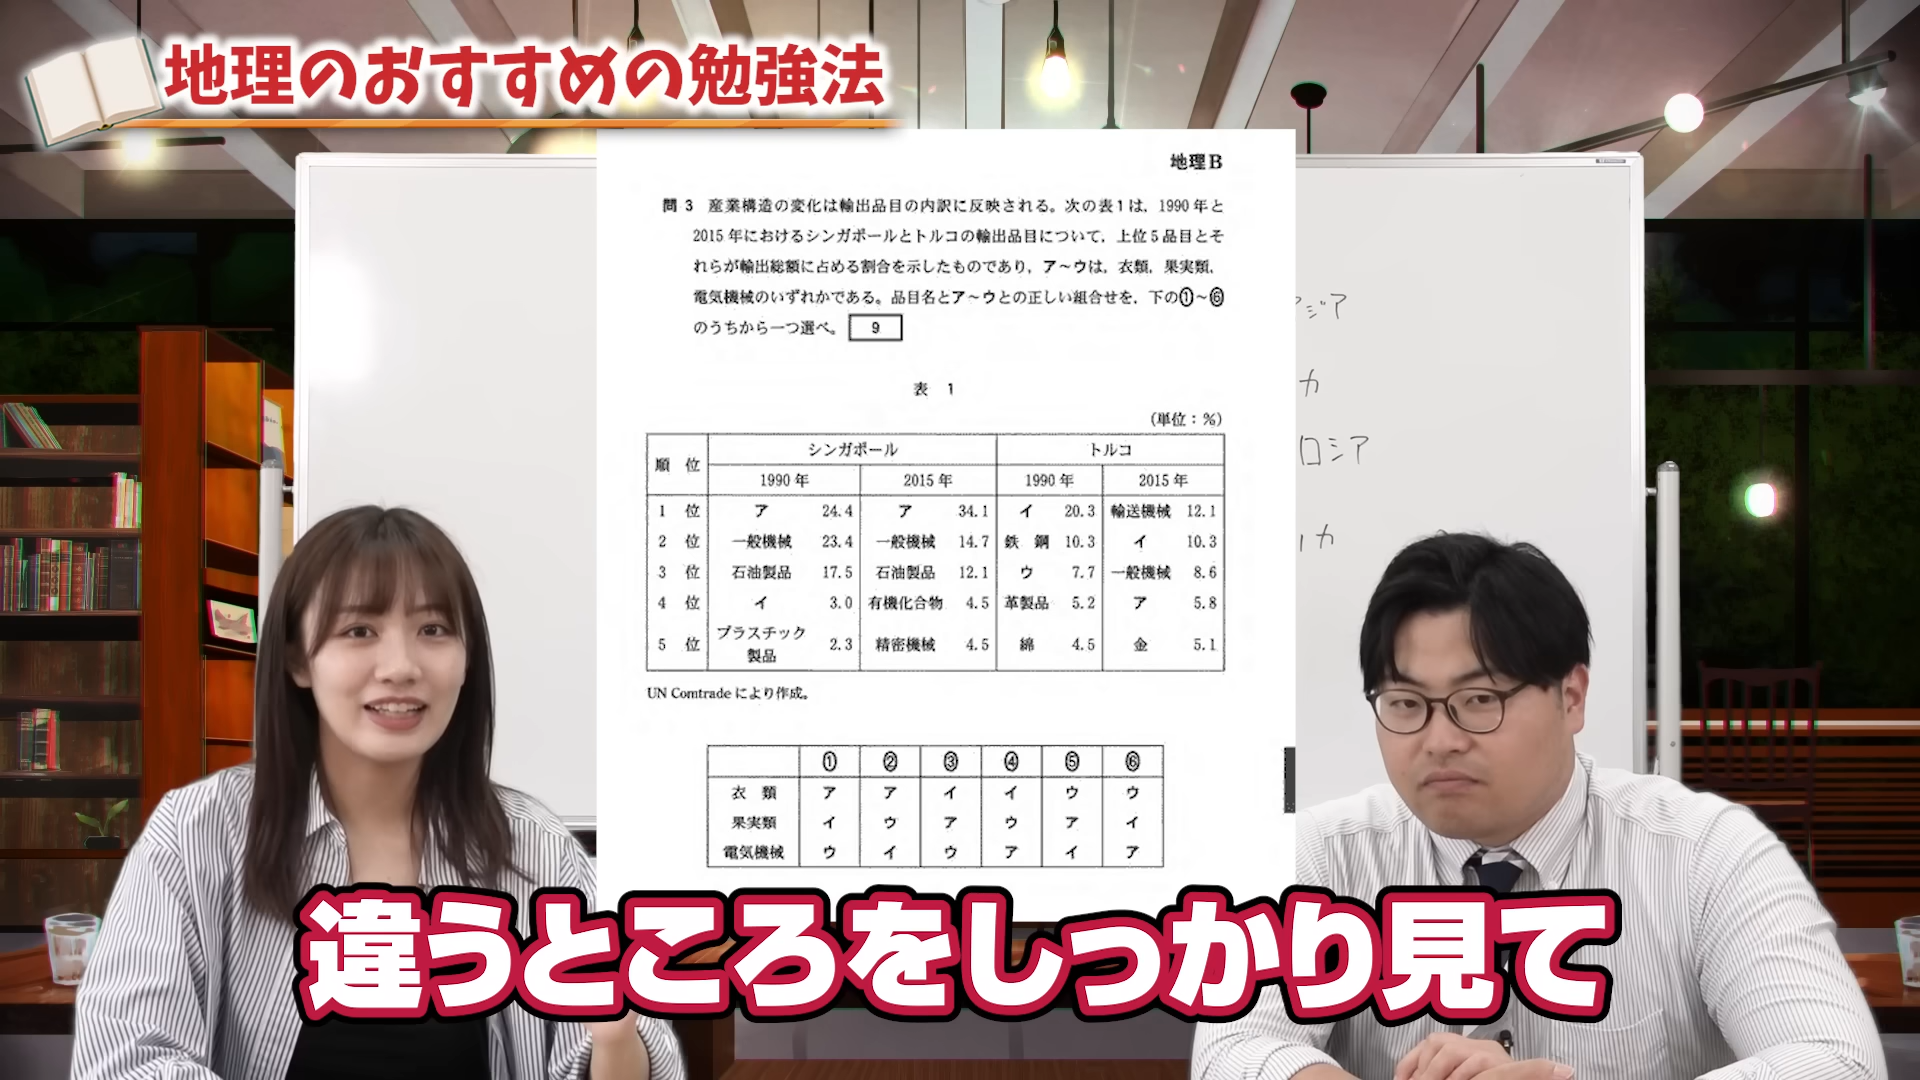 地理のおすすめの勉強法
地理B
問3 産業構造の変化は輸出品目の内訳に反映される。次の表1は，1990年と
2015年におけるシンガポールとトルコの輸出品目について，上位5品目とそ
れらが輸出総額に占める割合を示したものであり，ア～ウは，衣類，果実類，
電気機械のいずれかである。品目名とア～ウとの正しい組合せを，下の①～⑥
のうちから一つ選べ。 9
表 1
(単位：%)
順 位 シンガポール トルコ
1990年 2015年 1990年 2015年
1 位 ア 24.4 ア 34.1 イ 20.3 輸送機械 12.1
2 位 一般機械 23.4 一般機械 14.7 鉄 鋼 10.3 イ 10.3
3 位 石油製品 17.5 石油製品 12.1 ウ 7.7 一般機械 8.6
4 位 イ 3.0 有機化合物 4.5 革製品 5.2 ア 5.8
5 位 プラスチック製品 2.3 精密機械 4.5 綿 4.5 金 5.1
UN Comtradeにより作成。
① ② ③ ④ ⑤ ⑥
衣 類 ア ア イ イ ウ ウ
果実類 イ ウ ア ウ ア イ
電気機械 ウ イ ウ ア イ ア
ジア
カ
ロシア
カ
違うところをしっかり見て